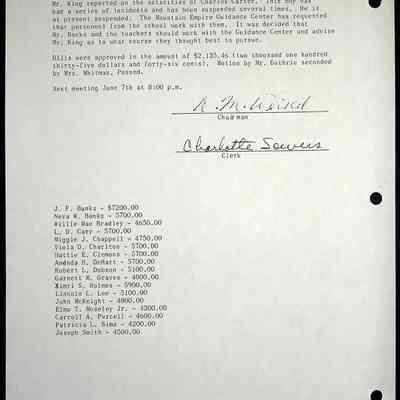 Mr. King reported on the activities of Charles Carter. This boy has
had a series of incidents and has been suspended several times. He is
at present suspended. The Mountain Empire Guidance Center has requested
that personnel from the school work with them. It was decided that
Mr. Banks and the teachers should work with the Guidance Center and advise
Mr. King as to what course they thought best to pursue.
Bills were approved in the amount of $2,135.46 (two thousand one hundred
thirty-five dollars and forty-six cents). Motion by Mr. Guthrie seconded
by Mrs. Whitman. Passed.
Next meeting June 7th at 8:00 p.m.
Chairman
Charlotte Sowers
Clerk
J. F. Banks - $7200.00
Neva W. Banks - 5700.00
Willie Mae Bradley - 4650.00
L. D. Carr - 5700.00
Niggie J. Chappell - 4750.00
Viola D. Charlton - 5700.00
Hattie E. Clemons - 5700.00
Amanda H. DeHart - 5700.00
Robert L. Dobson - 5100.00
Garnett M. Graves - 4000.00
Ximri S. Holmes - 5900.00
Linnie L. Lee - 5100.00
John McKnight - 4800.00
Elmo T. Moseley Jr. - 4300.00
Carroll A. Purcell - 4600.00
Patricia L. Sims - 4200.00
Joseph Smith - 4500.00